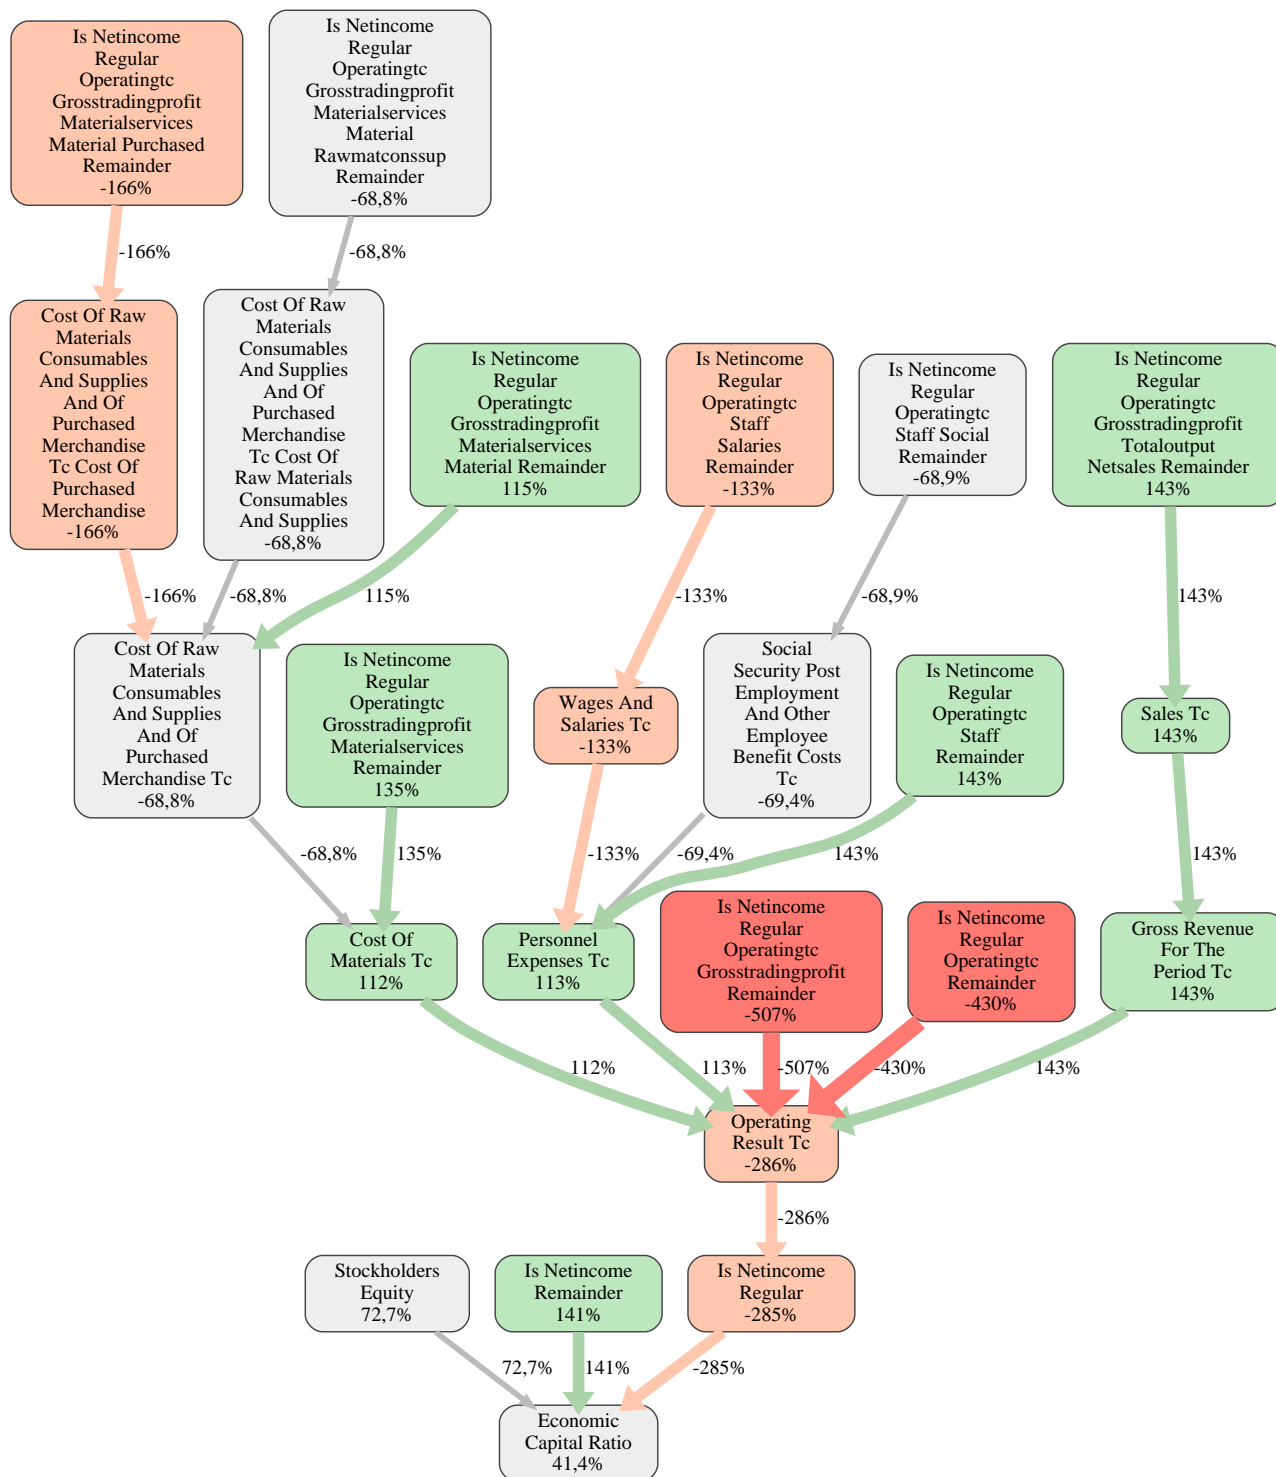 Is Netincome
Regular
Operatingtc
Grosstradingprofit
Materialservices
Material Purchased
Remainder
-166%
Is Netincome
Regular
Operatingtc
Grosstradingprofit
Materialservices
Material
Rawmatconssup
Remainder
-68,8%
-166%
-68,8%
Cost Of Raw
Materials
Consumables
And Supplies
And Of
Purchased
Merchandise
Tc Cost Of
Purchased
Merchandise
-166%
Cost Of Raw
Materials
Consumables
And Supplies
And Of
Purchased
Merchandise
Tc Cost Of
Raw Materials
Consumables
And Supplies
-68,8%
Is Netincome
Regular
Operatingtc
Grosstradingprofit
Materialservices
Material Remainder
115%
Is Netincome
Regular
Operatingtc
Staff
Salaries
Remainder
-133%
Is Netincome
Regular
Operatingtc
Staff Social
Remainder
-68,9%
Is Netincome
Regular
Operatingtc
Grosstradingprofit
Totaloutput
Netsales Remainder
143%
-166%
-68,8%
115%
-133%
-68,9%
143%
Cost Of Raw
Materials
Consumables
And Supplies
And Of
Purchased
Merchandise Tc
-68,8%
Is Netincome
Regular
Operatingtc
Grosstradingprofit
Materialservices
Remainder
135%
Wages And
Salaries Tc
-133%
Social
Security Post
Employment
And Other
Employee
Benefit Costs
Tc
-69,4%
Is Netincome
Regular
Operatingtc
Staff
Remainder
143%
Sales Tc
143%
-68,8%
135%
-133%
-69,4%
143%
143%
Cost Of
Materials Tc
112%
Personnel
Expenses Tc
113%
Is Netincome
Regular
Operatingtc
Grosstradingprofit
Remainder
-507%
Is Netincome
Regular
Operatingtc
Remainder
-430%
Gross Revenue
For The
Period Tc
143%
112%
113%
-507%
-430%
143%
Operating
Result Tc
-286%
-286%
Stockholders
Equity
72,7%
Is Netincome
Remainder
141%
Is Netincome
Regular
-285%
72,7%
141%
-285%
Economic
Capital Ratio
41,4%